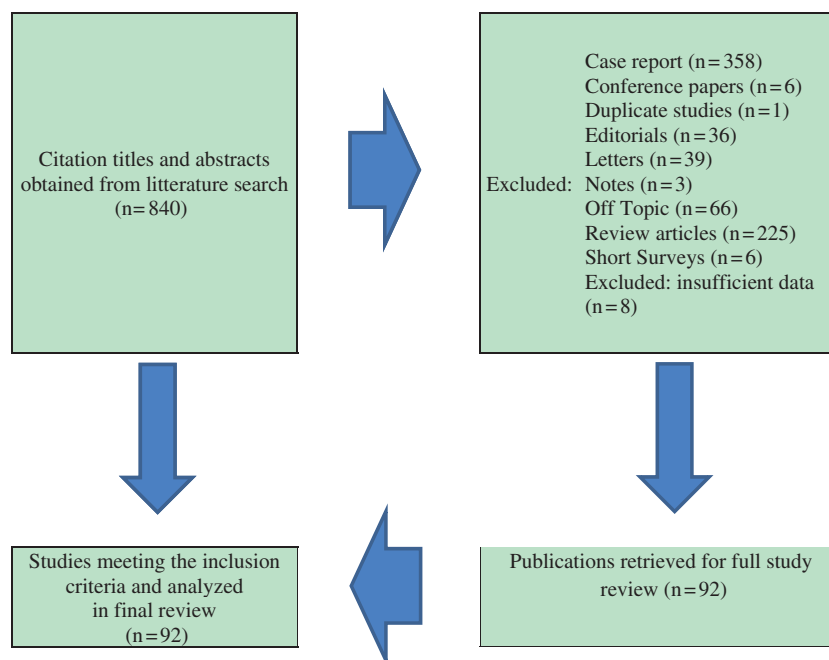 Citation titles and abstracts
obtained from litterature search
(n=840)
Excluded:
Case report (n=358)
Conference papers (n=6)
Duplicate studies (n=1)
Editorials (n=36)
Letters (n=39)
Notes (n=3)
Off Topic (n=66)
Review articles (n=225)
Short Surveys (n=6)
Excluded: insufficient data
(n=8)
Studies meeting the inclusion
criteria and analyzed
in final review
(n=92)
Publications retrieved for full study
review (n=92)